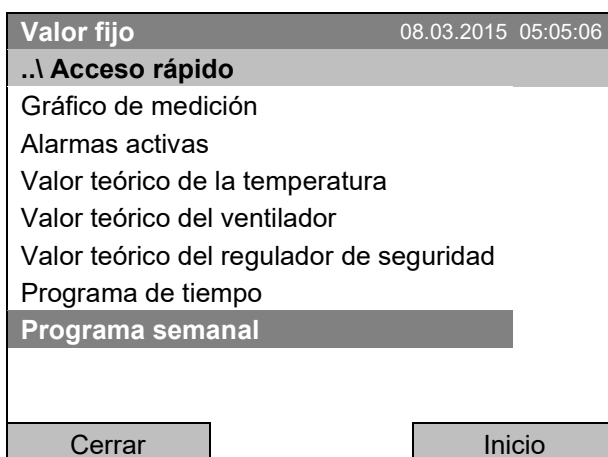 Valor fijo 08.03.2015 05:05:06
..\ Acceso rápido
Gráfico de medición
Alarmas activas
Valor teórico de la temperatura
Valor teórico del ventilador
Valor teórico del regulador de seguridad
Programa de tiempo
Programa semanal
Cerrar Inicio